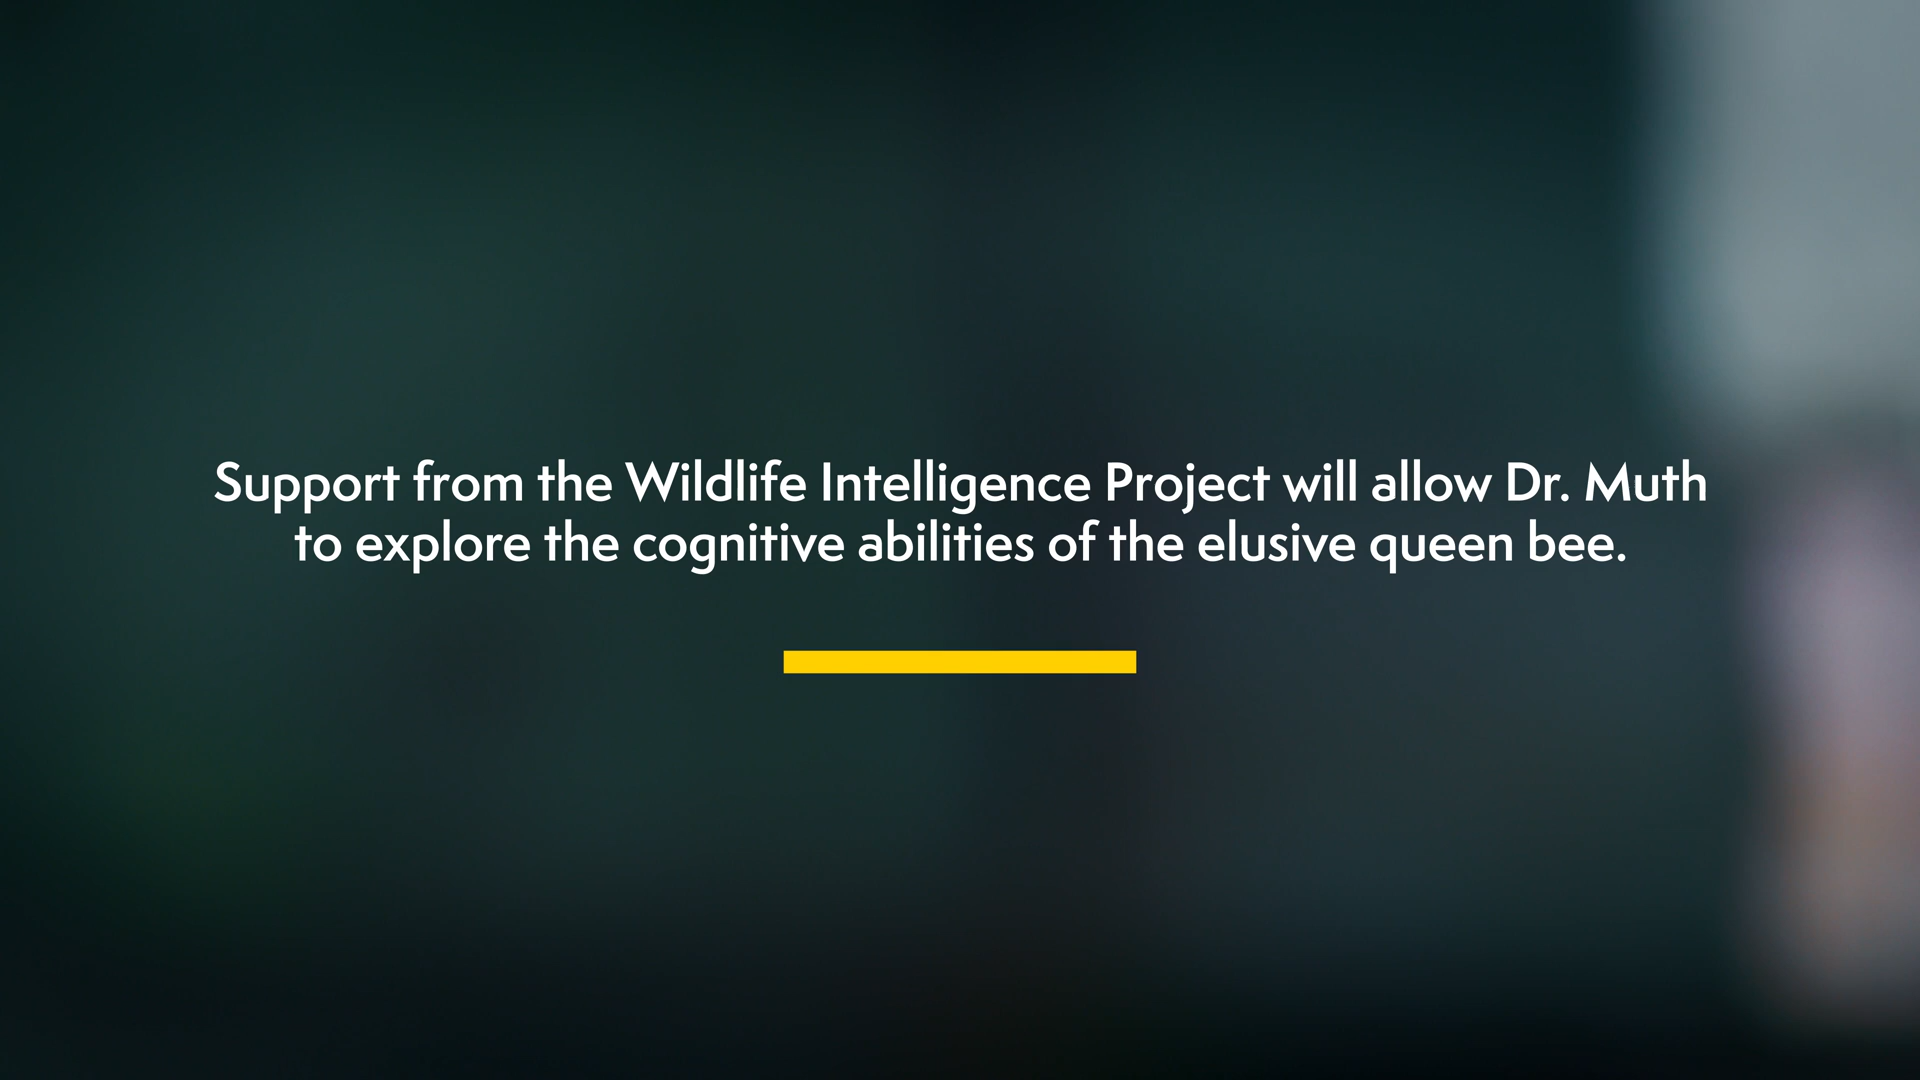 Support from the Wildlife Intelligence Project will allow Dr. Muth
to explore the cognitive abilities of the elusive queen bee.